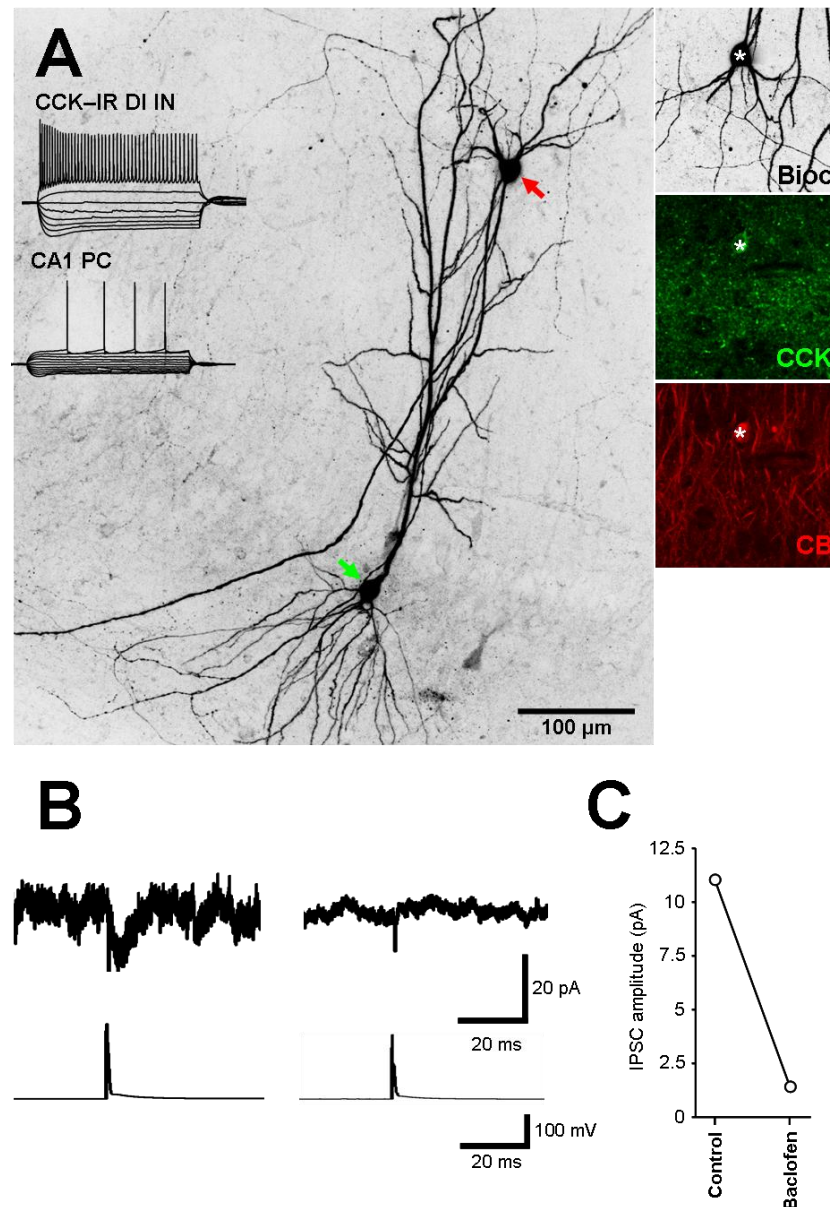 A
CCK–IR DI IN
CA1 PC
Bioc
*
CCK
*
CB
*
100 µm
B
20 pA
20 ms
100 mV
20 ms
C
IPSC amplitude (pA)
12.5
10
7.5
5
2.5
0
Control
Baclofen